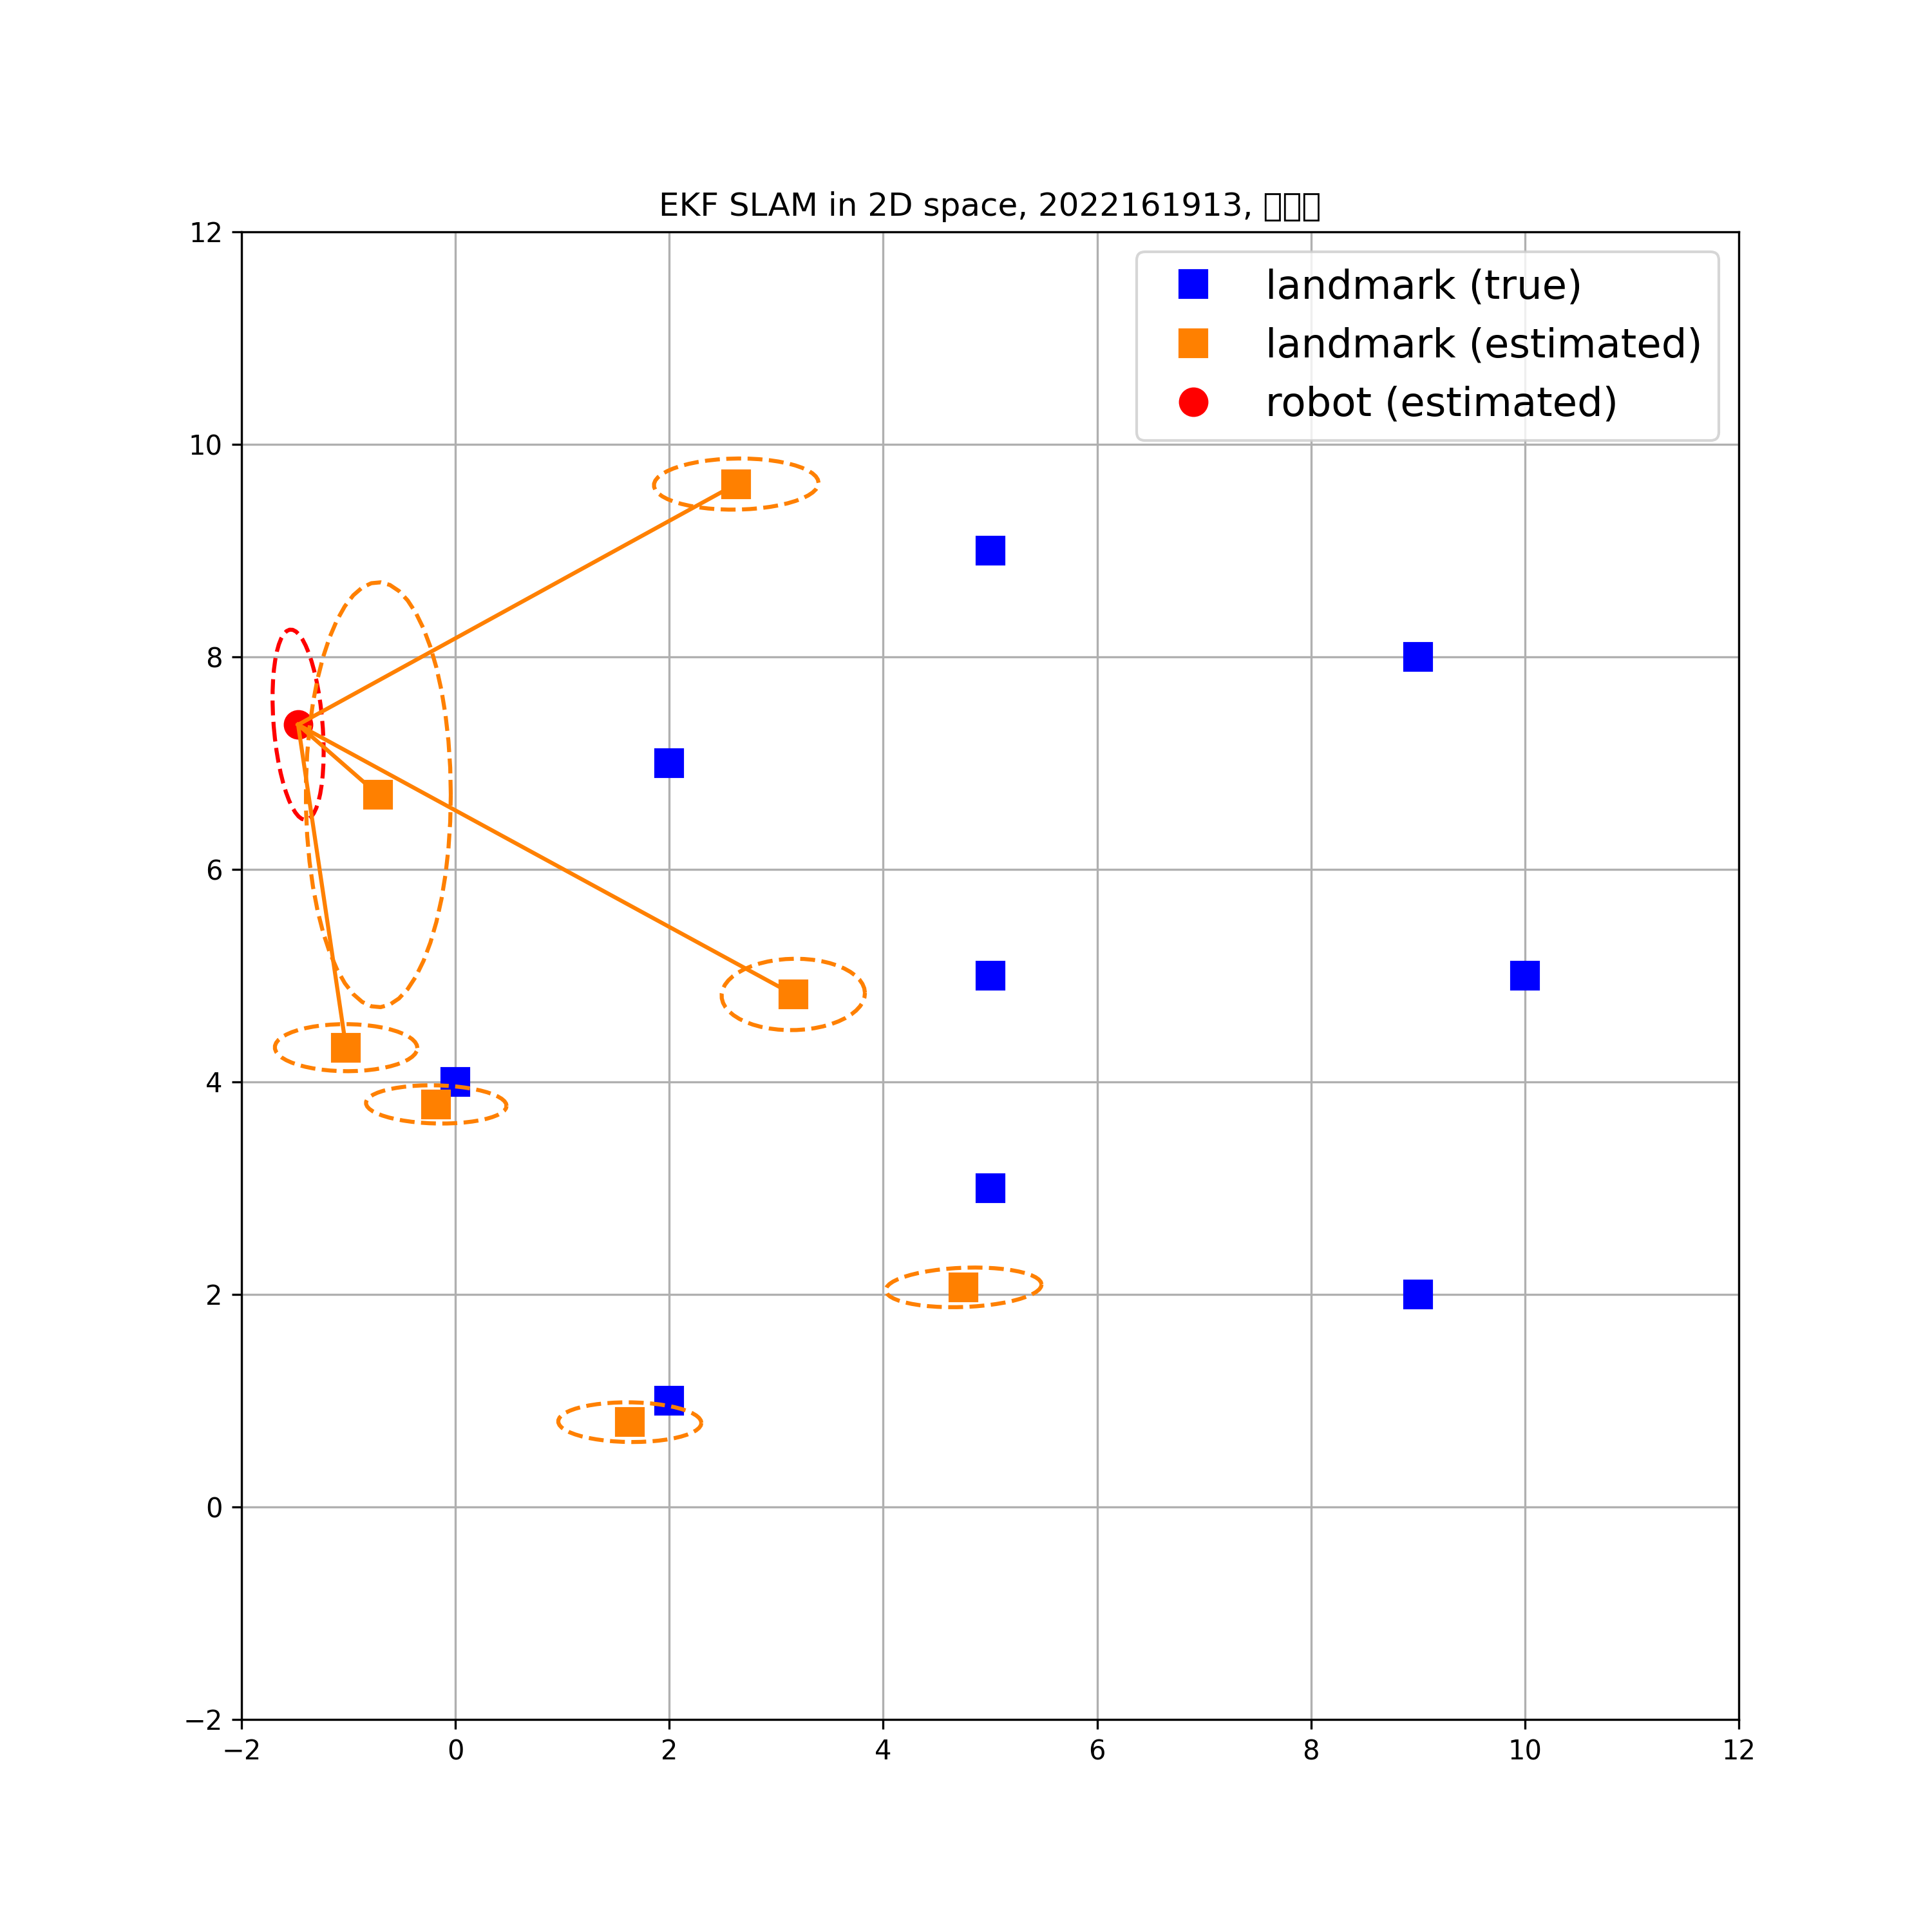 EKF SLAM in 2D space, 2022161913,
landmark (true)
landmark (estimated)
robot (estimated)
12
10
8
6
4
2
0
−2
−2 0 2 4 6 8 10 12